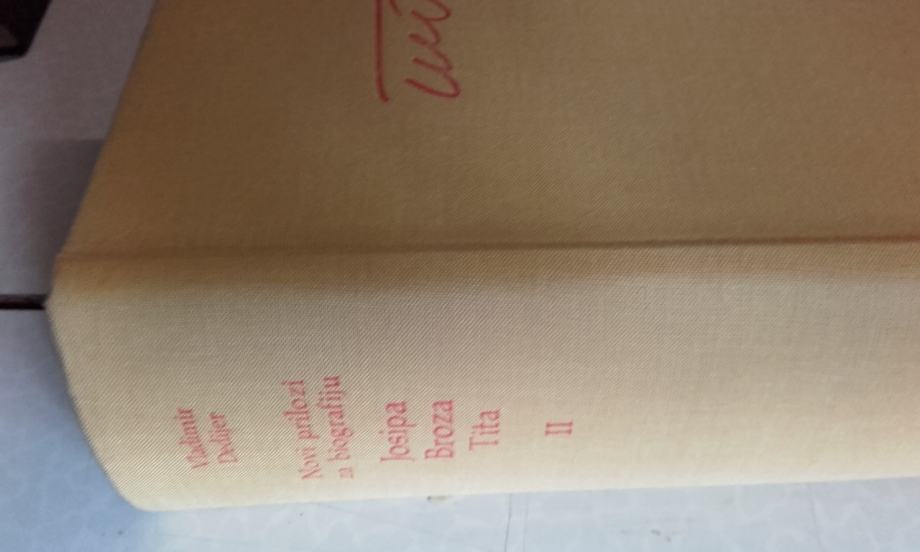 Vladimir
Dedijer
Novi prilozi
za biografiju
Josipa
Broza
Tita
II